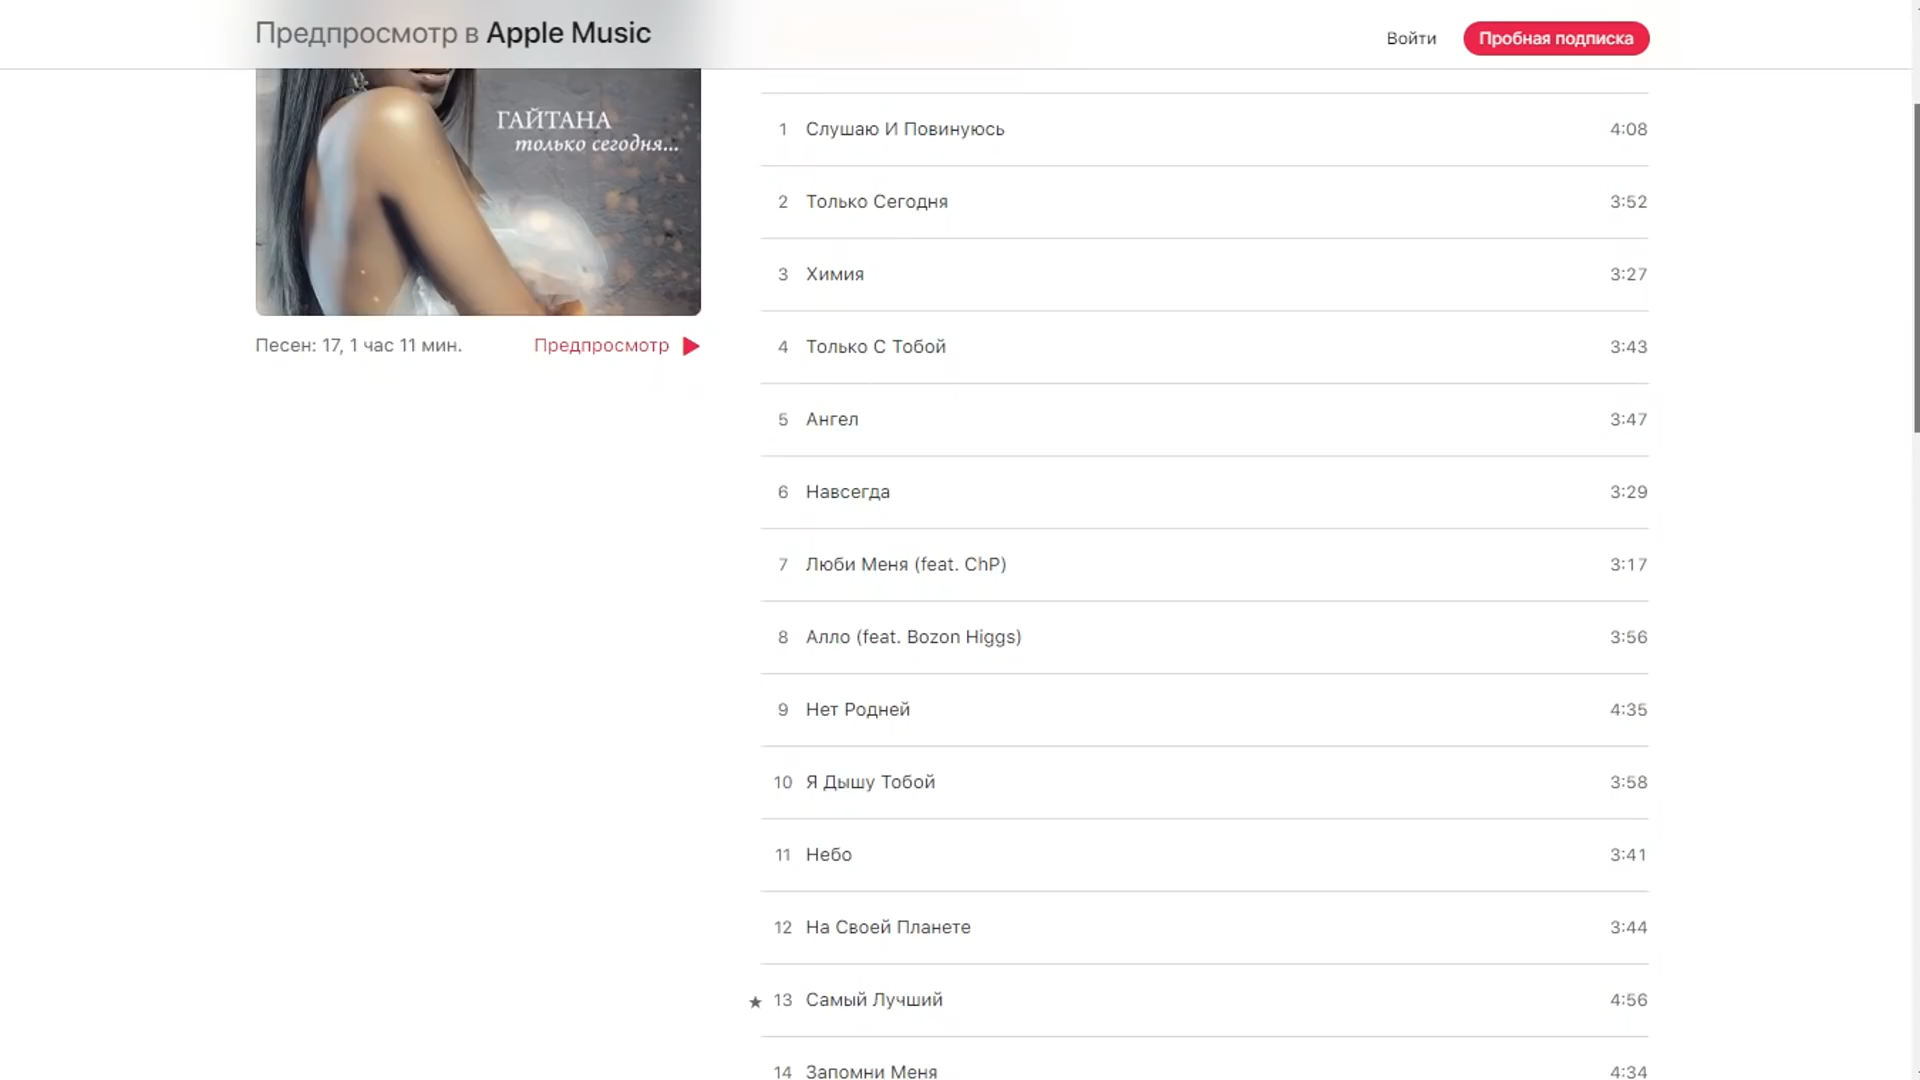 Предпросмотр в Apple Music
Войти
Пробная подписка
ГАЙТАНА
только сегодня...
Песен: 17, 1 час 11 мин.
Предпросмотр
1 Слушаю И Повинуюсь 4:08
2 Только Сегодня 3:52
3 Химия 3:27
4 Только С Тобой 3:43
5 Ангел 3:47
6 Навсегда 3:29
7 Люби Меня (feat. ChP) 3:17
8 Алло (feat. Bozon Higgs) 3:56
9 Нет Родней 4:35
10 Я Дышу Тобой 3:58
11 Небо 3:41
12 На Своей Планете 3:44
★ 13 Самый Лучший 4:56
14 Запомни Меня 4:34